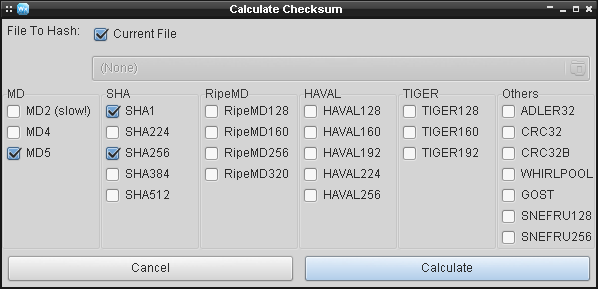 Calculate Checksum
File To Hash: Current File
(None)
MD SHA RipeMD HAVAL TIGER Others
MD2 (slow!) SHA1 RipeMD128 HAVAL128 TIGER128 ADLER32
MD4 SHA224 RipeMD160 HAVAL160 TIGER160 CRC32
MD5 SHA256 RipeMD256 HAVAL192 TIGER192 CRC32B
SHA384 RipeMD320 HAVAL224 WHIRLPOOL
SHA512 HAVAL256 GOST
SNEFRU128
SNEFRU256
Cancel Calculate